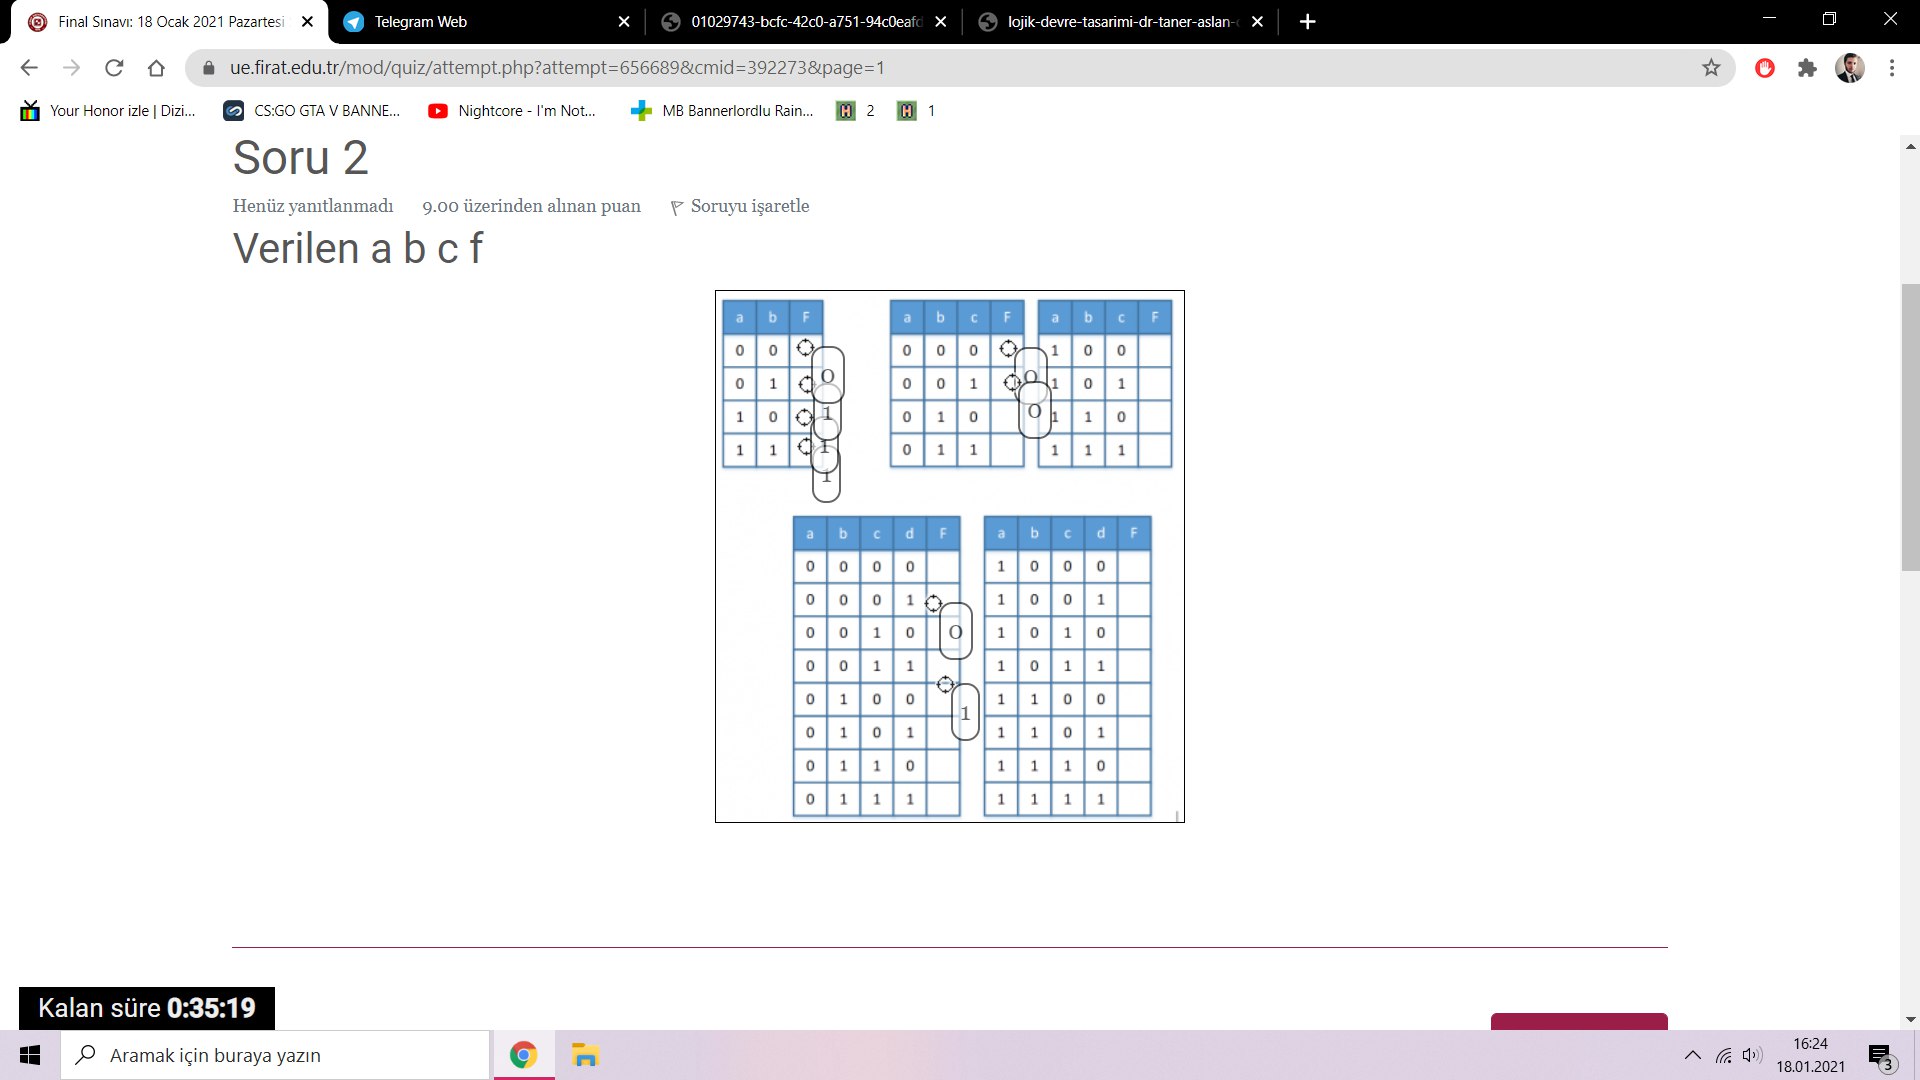 Final Sınavı: 18 Ocak 2021 Pazartesi
Telegram Web
01029743-bcfc-42c0-a751-94c0eafd
lojik-devre-tasarimi-dr-taner-aslan-
ue.firat.edu.tr/mod/quiz/attempt.php?attempt=656689&cmid=392273&page=1
Your Honor izle | Dizi...
CS:GO GTA V BANNE...
Nightcore - I'm Not...
MB Bannerlordlu Rain...
2
1
Soru 2
Henüz yanıtlanmadı 9.00 üzerinden alınan puan Soruyu işaretle
Verilen a b c f
a b F
0 0 0
0 1 1
1 0 1
1 1 1
a b c F
0 0 0 0
0 0 1 0
0 1 0
0 1 1
a b c F
1 0 0
1 0 1
1 1 0
1 1 1
a b c d F
0 0 0 0
0 0 0 1 0
0 0 1 0
0 0 1 1
0 1 0 0 1
0 1 0 1
0 1 1 0
0 1 1 1
a b c d F
1 0 0 0
1 0 0 1
1 0 1 0
1 0 1 1
1 1 0 0
1 1 0 1
1 1 1 0
1 1 1 1
Kalan süre 0:35:19
Aramak için buraya yazın
16:24
18.01.2021
3